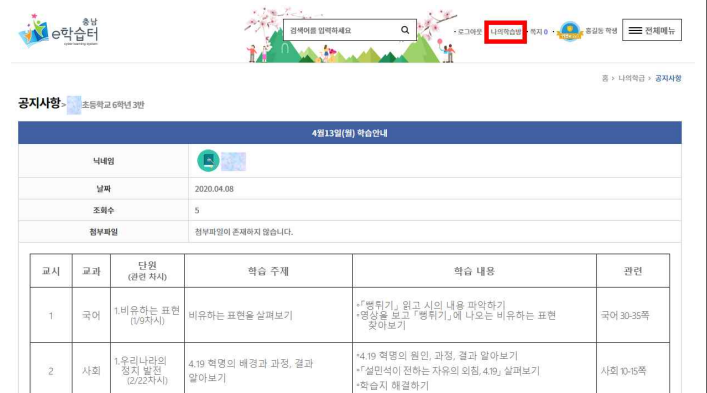 충남
e학습터
cyber learning system
검색어를 입력하세요
로그아웃 나의학습방 쪽지 0 홍길동 학생 전체메뉴
홈 > 나의학급 > 공지사항
공지사항> 초등학교 6학년 3반
4월13일(월) 학습안내
닉네임
날짜 2020.04.08
조회수 5
첨부파일 첨부파일이 존재하지 않습니다.
교시 교과 단원 학습 주제 학습 내용 관련
(관련 차시)
1 국어 1.비유하는 표현 비유하는 표현을 살펴보기 *「뻥튀기」 읽고 시의 내용 파악하기 국어 30-35쪽
(1/9차시) *영상을 보고 「뻥튀기」에 나오는 비유하는 표현
찾아보기
2 사회 1.우리나라의 4.19 혁명의 배경과 과정, 결과 *4.19 혁명의 원인, 과정, 결과 알아보기 사회 10-15쪽
정치 발전 알아보기 *「설민석이 전하는 자유의 외침, 4.19」 살펴보기
(2/22차시) *학습지 해결하기